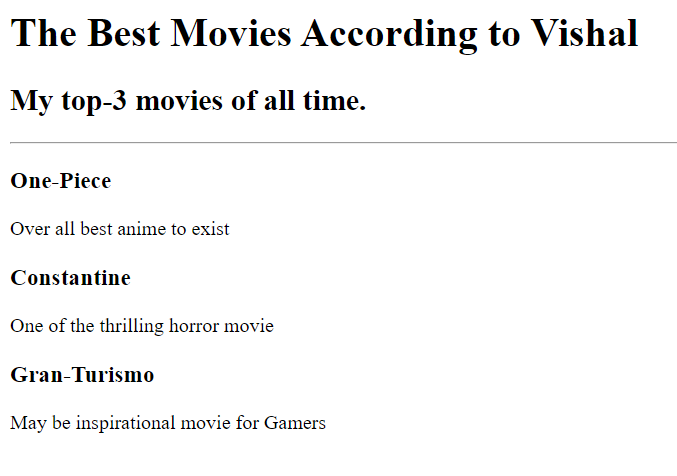 The Best Movies According to Vishal
My top-3 movies of all time.
One-Piece
Over all best anime to exist
Constantine
One of the thrilling horror movie
Gran-Turismo
May be inspirational movie for Gamers